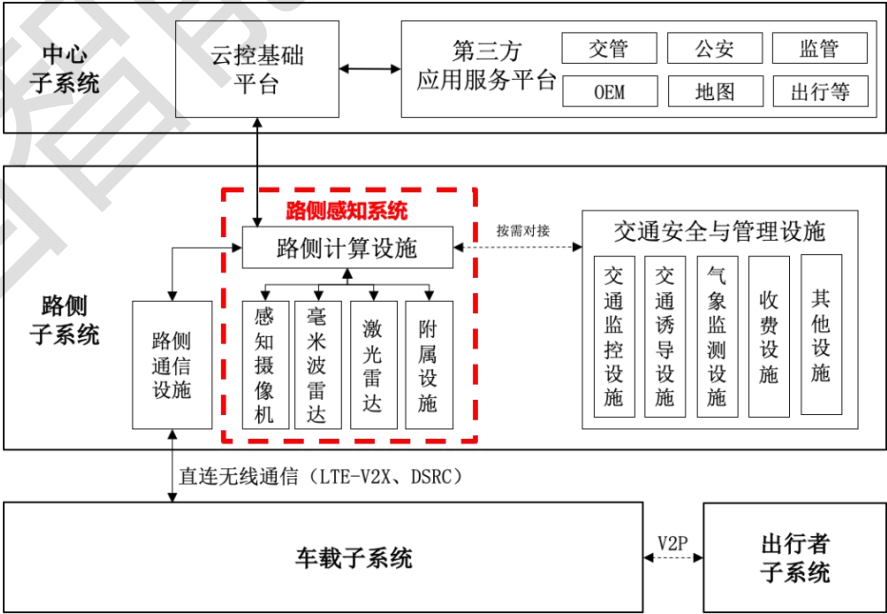 中心
子系统
云控基础
平台
第三方
应用服务平台
交管
公安
监管
OEM
地图
出行等
路侧
子系统
路侧感知系统
路侧计算设施
按需对接
交通安全与管理设施
路侧
通信
设施
感知摄像机
毫米波雷达
激光雷达
附属设施
交通监控设施
交通诱导设施
气象监测设施
收费设施
其他设施
直连无线通信（LTE-V2X、DSRC）
车载子系统
V2P
出行者
子系统